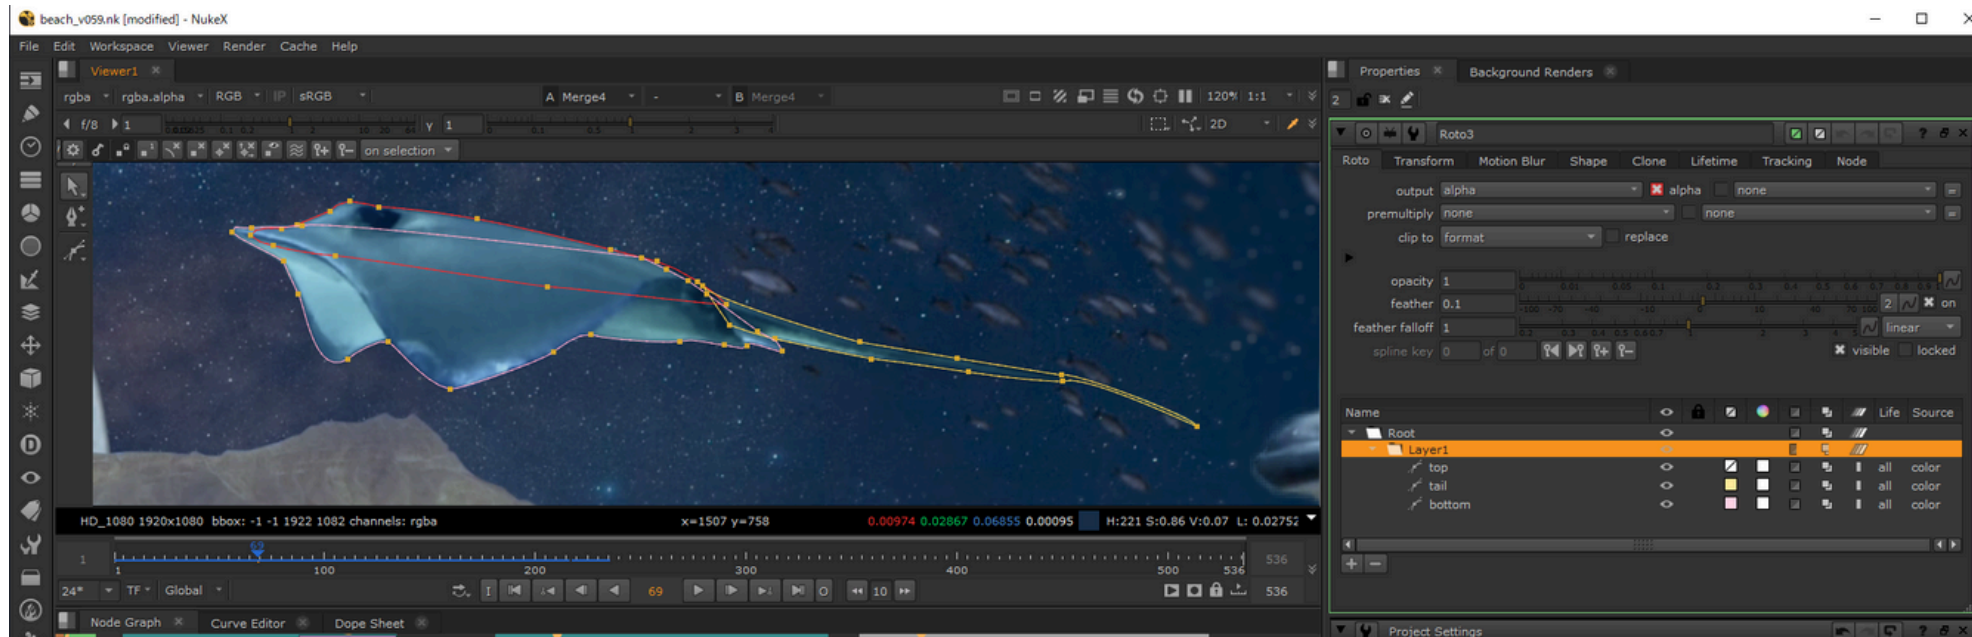 beach_v059.nk [modified] - NukeX
File Edit Workspace Viewer Render Cache Help
Viewer1
Properties
Background Renders
rgba rgba.alpha RGB IP sRGB A Merge4 - B Merge4 120% 1:1
2
f/8 1 γ 1 2D
on selection
Roto3
Roto Transform Motion Blur Shape Clone Lifetime Tracking Node
output alpha alpha none
premultiply none none
clip to format replace
opacity 1
feather 0.1 2 on
feather falloff 1 linear
spline key 0 of 0 visible locked
Name Life Source
Root
Layer1
top all color
tail all color
bottom all color
HD_1080 1920x1080 bbox: -1 -1 1922 1082 channels: rgba x=1507 y=758 0.00974 0.02867 0.06855 0.00095 H:221 S:0.86 V:0.07 L: 0.02752
1 69 536
1 100 200 300 400 500 536
24* TF Global I 69 O 10 536
Node Graph Curve Editor Dope Sheet
Project Settings